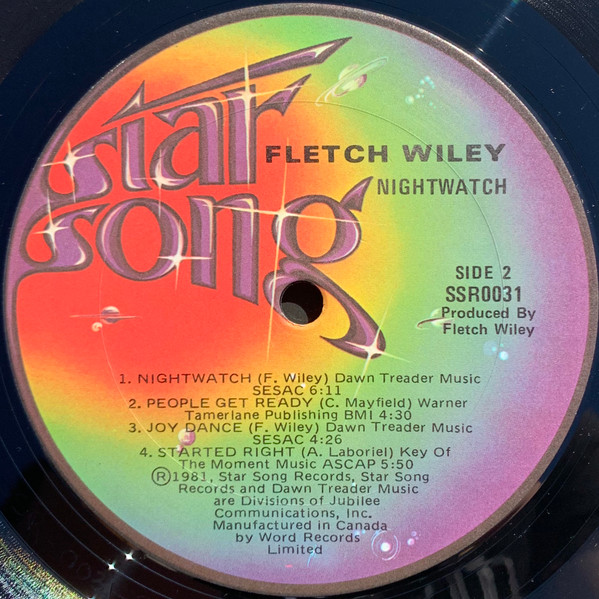 star
song
FLETCH WILEY
NIGHTWATCH
SIDE 2
SSR0031
Produced By
Fletch Wiley
1. NIGHTWATCH (F. Wiley) Dawn Treader Music
SESAC 6:11
2. PEOPLE GET READY (C. Mayfield) Warner
Tamerlane Publishing BMI 4:30
3. JOY DANCE (F. Wiley) Dawn Treader Music
SESAC 4:26
4. STARTED RIGHT (A. Laboriel) Key Of
The Moment Music ASCAP 5:50
Ⓡ1981, Star Song Records, Star Song
Records and Dawn Treader Music
are Divisions of Jubilee
Communications, Inc.
Manufactured in Canada
by Word Records
Limited